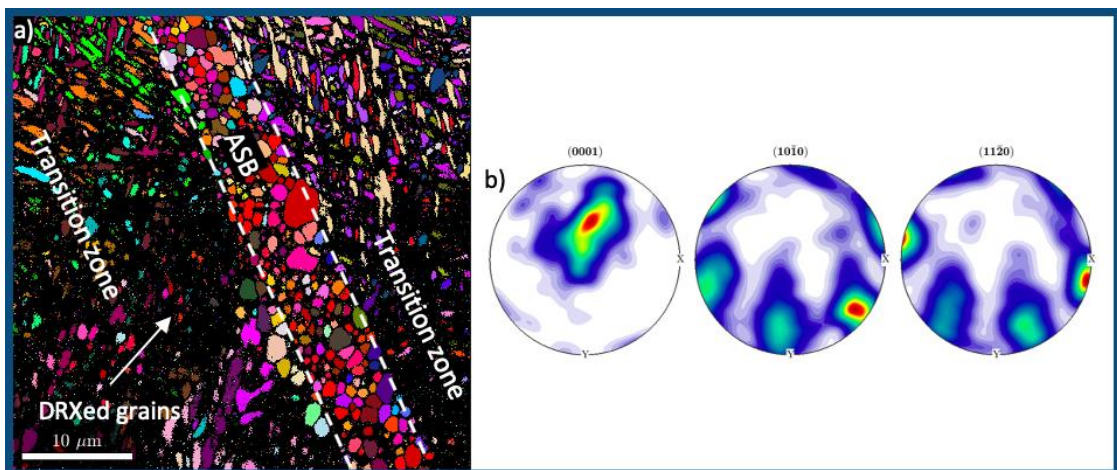 a)
ASB
Transition zone
Transition zone
DRXed grains
10 μm
b)
(0001)
(101̄0)
(112̄0)
X
X
X
Y
Y
Y